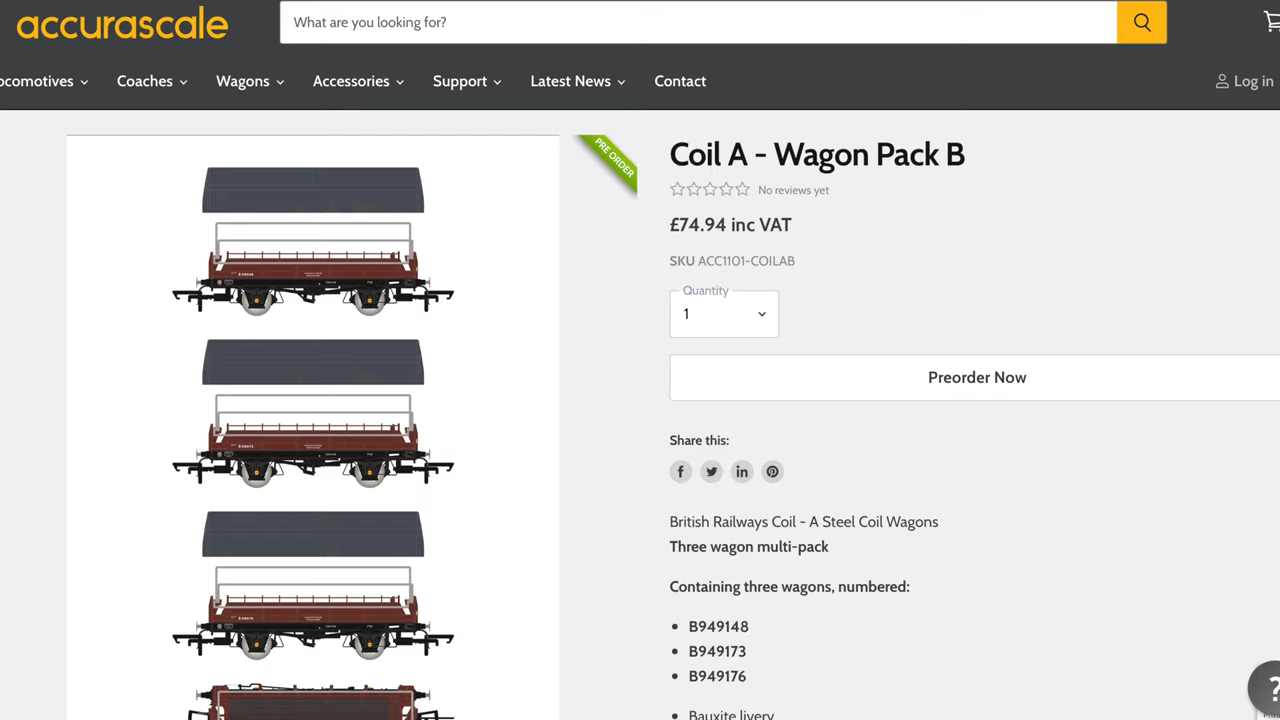 accurascale
What are you looking for?
ocomotives
Coaches
Wagons
Accessories
Support
Latest News
Contact
Log in
PRE ORDER
Coil A - Wagon Pack B
No reviews yet
£74.94 inc VAT
SKU ACC1101-COILAB
Quantity
1
Preorder Now
Share this:
British Railways Coil - A Steel Coil Wagons
Three wagon multi-pack
Containing three wagons, numbered:
B949148
B949173
B949176
Bauxite livery
?